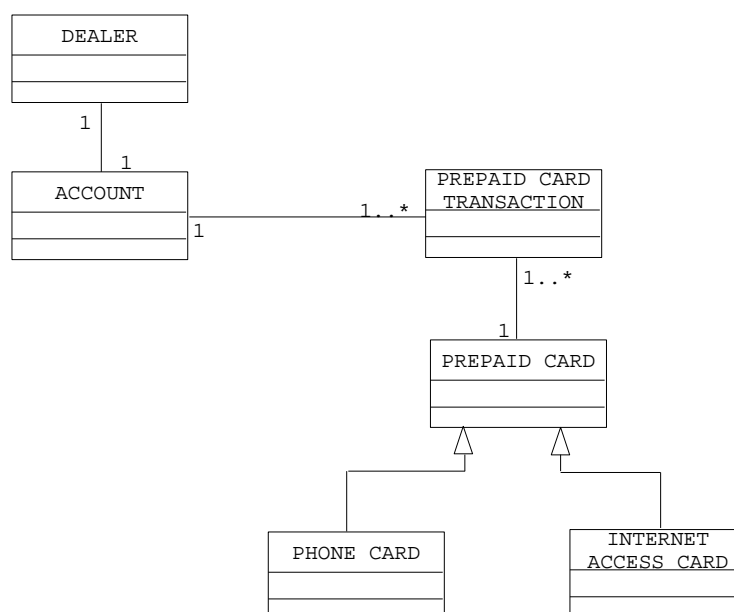 DEALER
1
1
ACCOUNT
PREPAID CARD
TRANSACTION
1..*
1
1..*
1
PREPAID CARD
PHONE CARD
INTERNET
ACCESS CARD